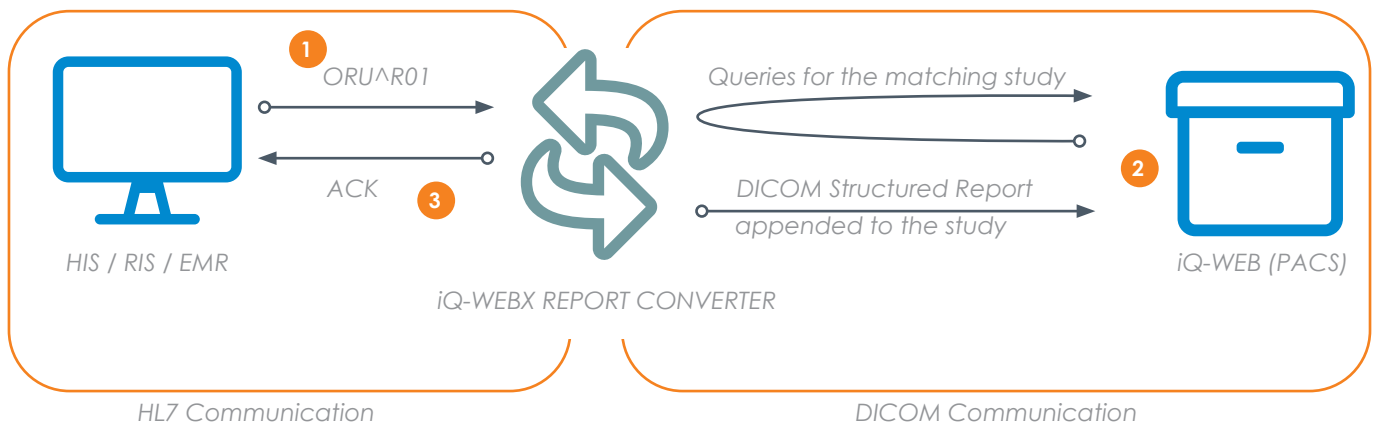 1
ORU^R01
ACK
3
HIS / RIS / EMR
iQ-WEBX REPORT CONVERTER
Queries for the matching study
2
DICOM Structured Report
appended to the study
iQ-WEB (PACS)
HL7 Communication
DICOM Communication